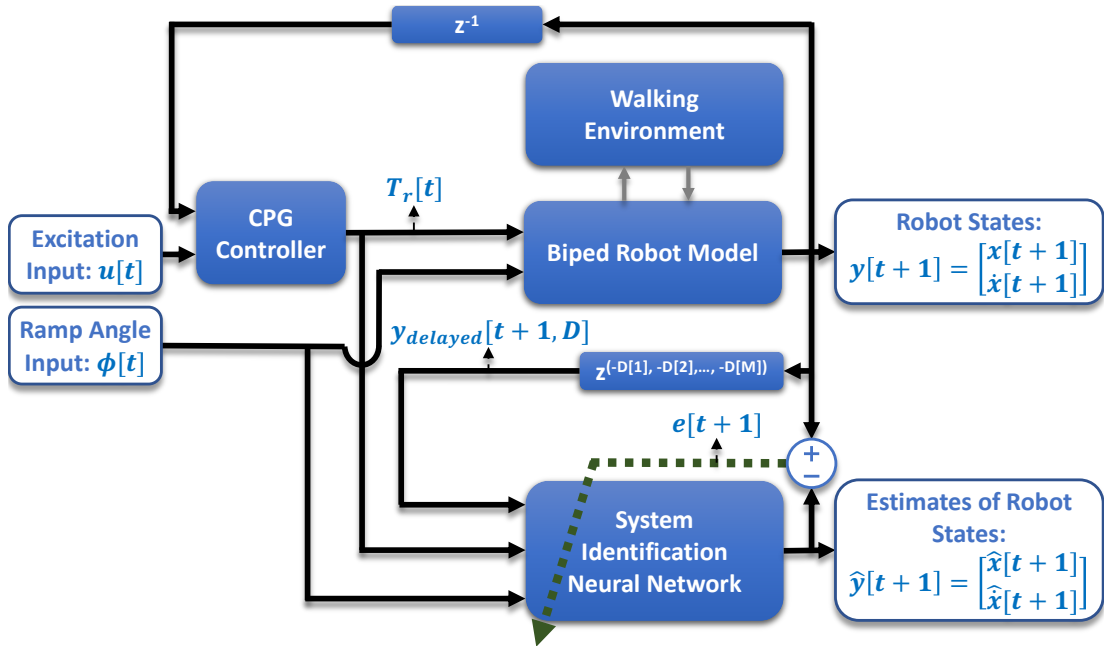 z⁻¹
Walking
Environment
T_r[t]
CPG
Controller
Excitation
Input: u[t]
Biped Robot Model
Robot States:
y[t + 1] = [x[t + 1]
ẋ[t + 1]]
Ramp Angle
Input: ϕ[t]
y_delayed[t + 1, D]
z^(-D[1], -D[2],…, -D[M])
e[t + 1]
+
−
System
Identification
Neural Network
Estimates of Robot
States:
ŷ[t + 1] = [x̂[t + 1]
ẋ̂[t + 1]]